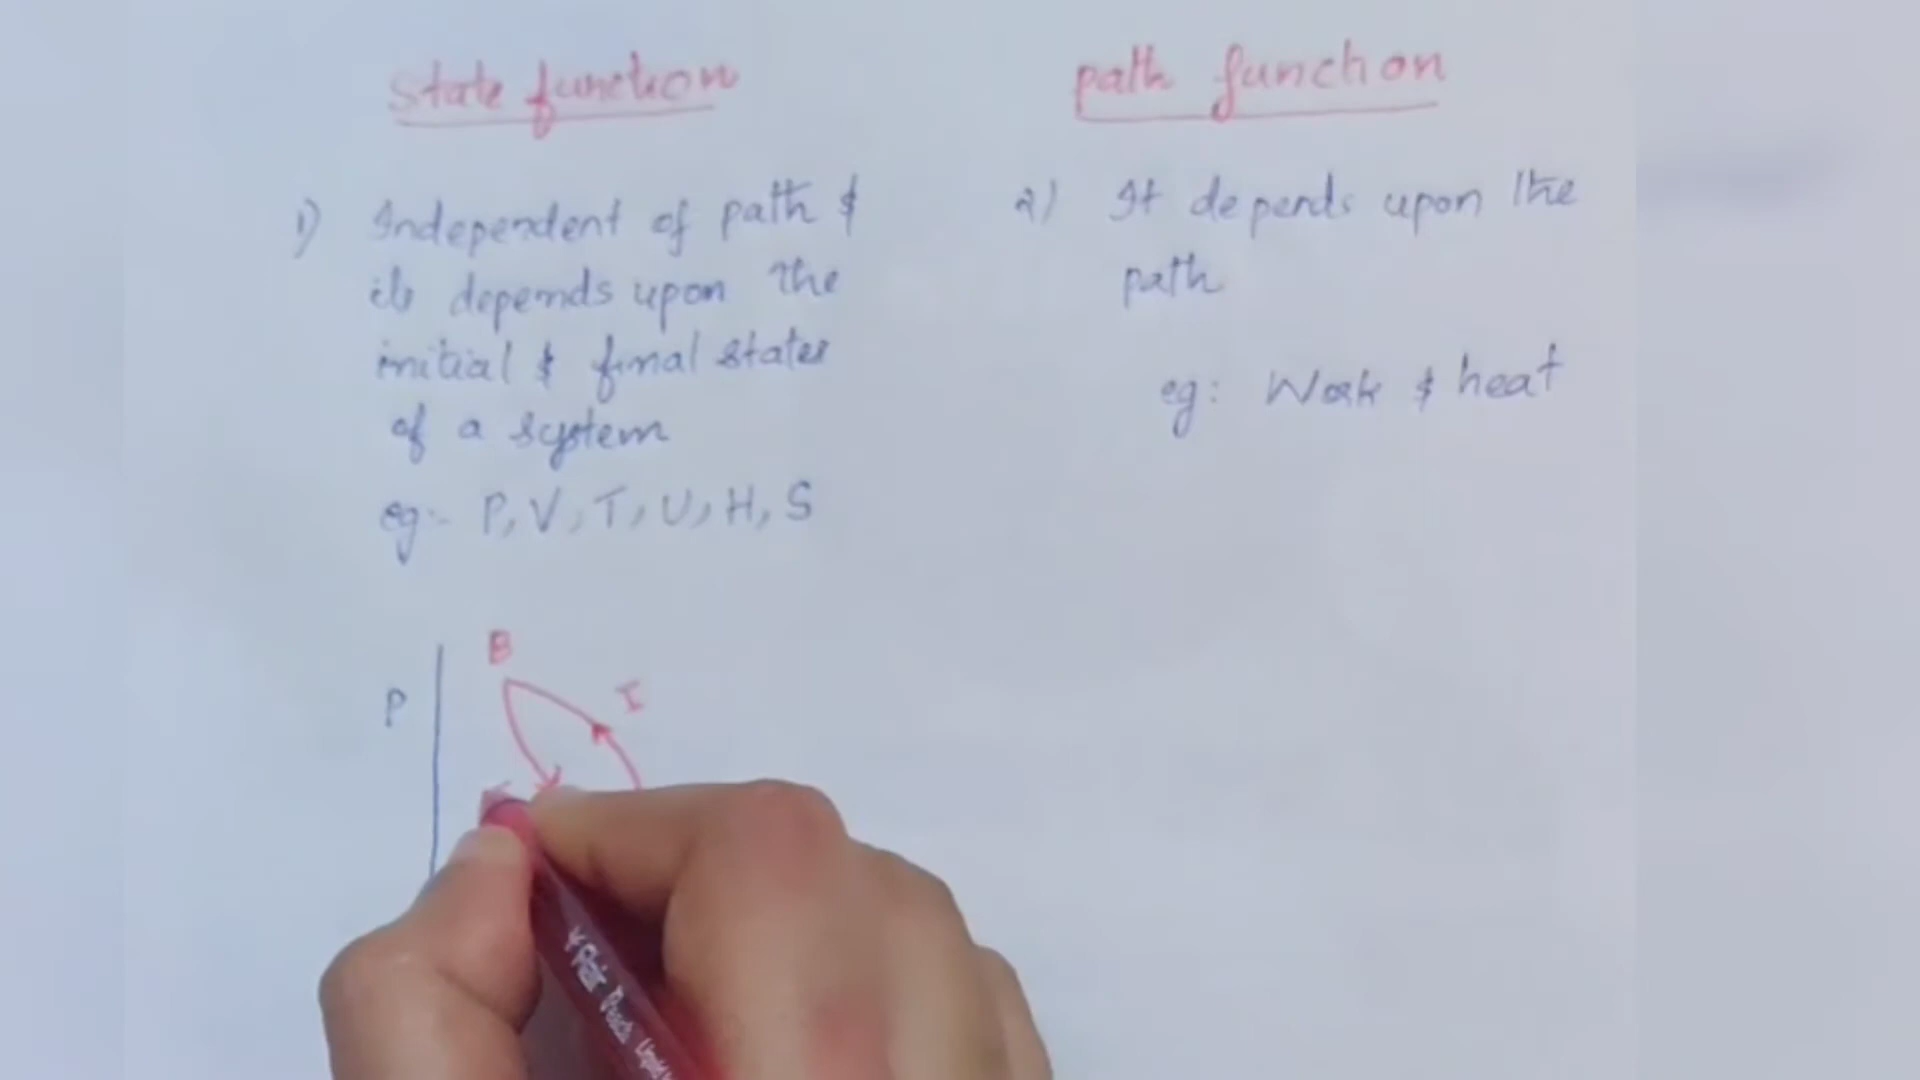 State function
1) Independent of path &
its depends upon the
initial & final states
of a system
eg:- P, V, T, U, H, S
path function
2) It depends upon the
path
eg: Work & heat
B
I
P